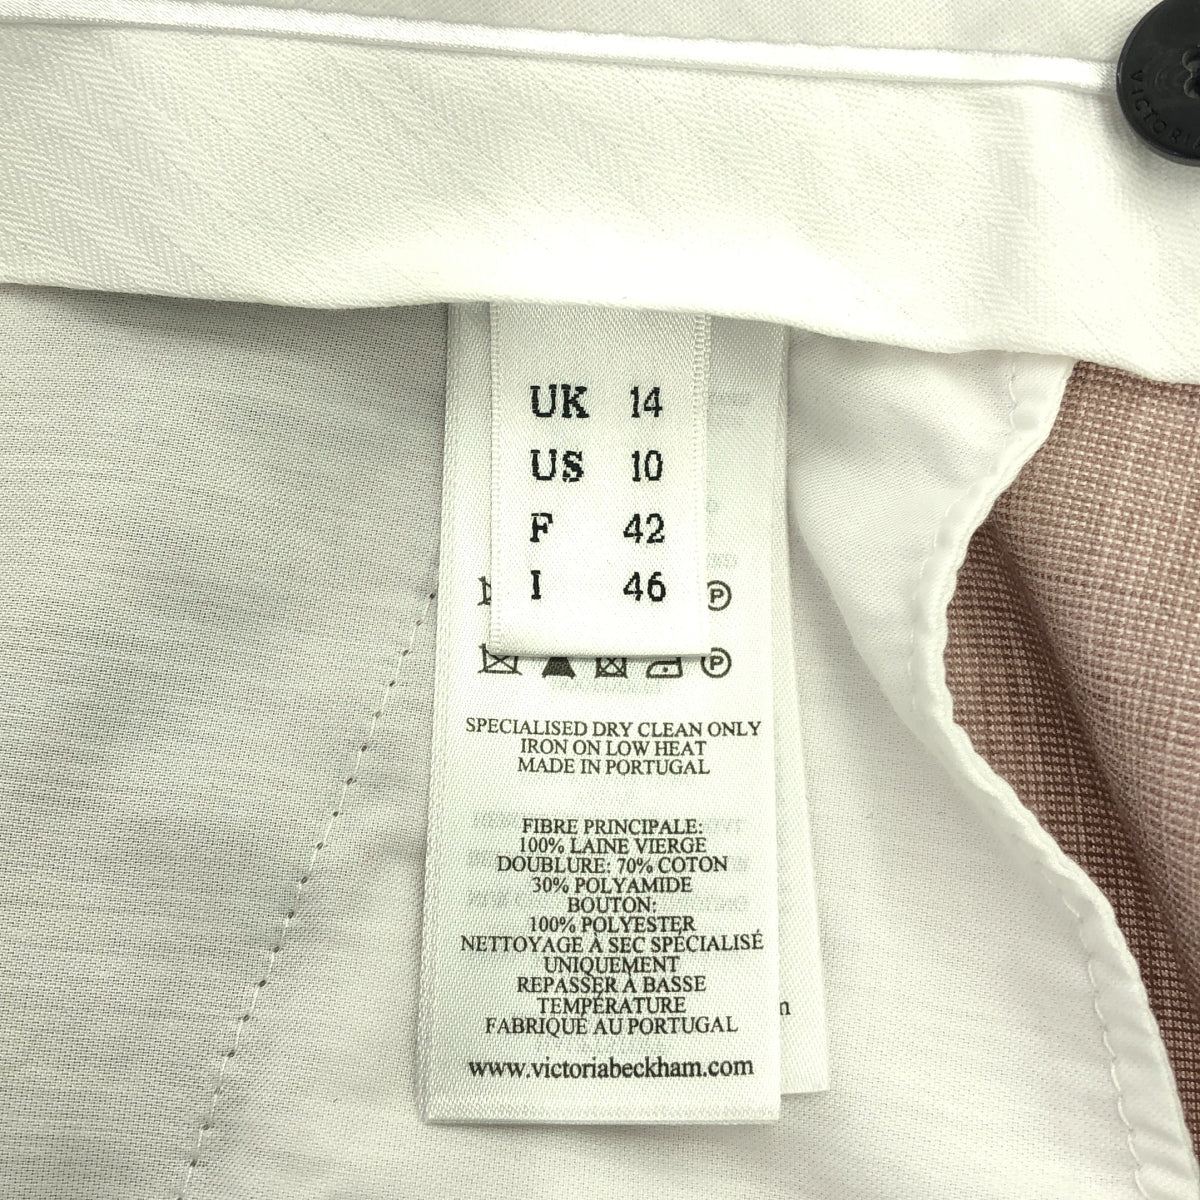 VICTORIA
UK 14
US 10
F 42
I 46
P
P
SPECIALISED DRY CLEAN ONLY
IRON ON LOW HEAT
MADE IN PORTUGAL
FIBRE PRINCIPALE:
100% LAINE VIERGE
DOUBLURE: 70% COTON
30% POLYAMIDE
BOUTON:
100% POLYESTER
NETTOYAGE À SEC SPÉCIALISÉ
UNIQUEMENT
REPASSER À BASSE
TEMPÉRATURE
FABRIQUÉ AU PORTUGAL
www.victoriabeckham.com
m